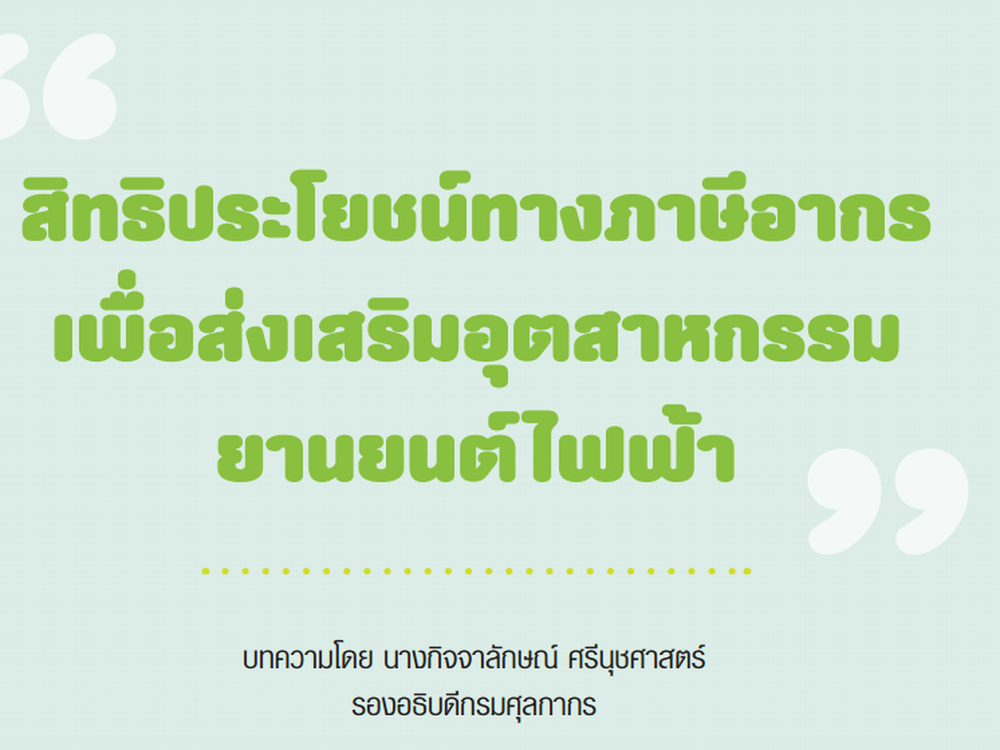 สิทธิประโยชน์ทางภาษีอากร
เพื่อส่งเสริมอุตสาหกรรม
ยานยนต์ไฟฟ้า
บทความโดย นางกิจจาลักษณ์ ศรีนุชศาสตร์
รองอธิบดีกรมศุลกากร